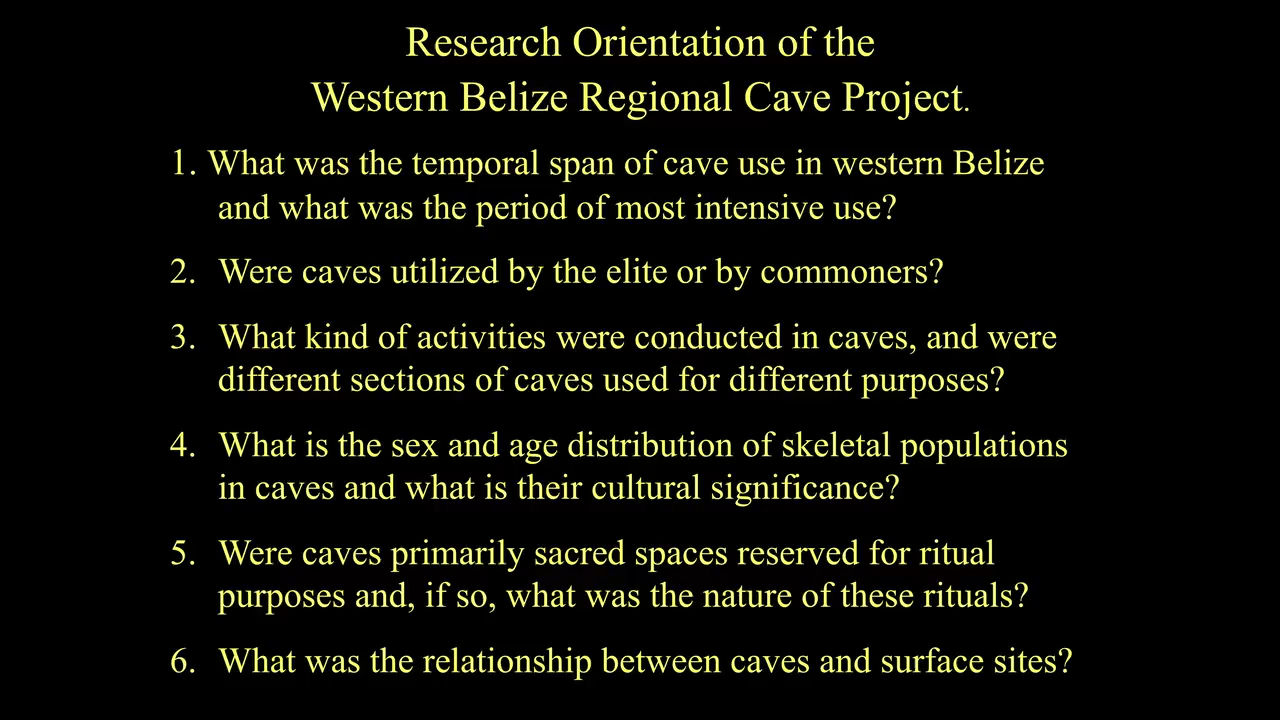 Research Orientation of the
Western Belize Regional Cave Project.
1. What was the temporal span of cave use in western Belize
and what was the period of most intensive use?
2. Were caves utilized by the elite or by commoners?
3. What kind of activities were conducted in caves, and were
different sections of caves used for different purposes?
4. What is the sex and age distribution of skeletal populations
in caves and what is their cultural significance?
5. Were caves primarily sacred spaces reserved for ritual
purposes and, if so, what was the nature of these rituals?
6. What was the relationship between caves and surface sites?